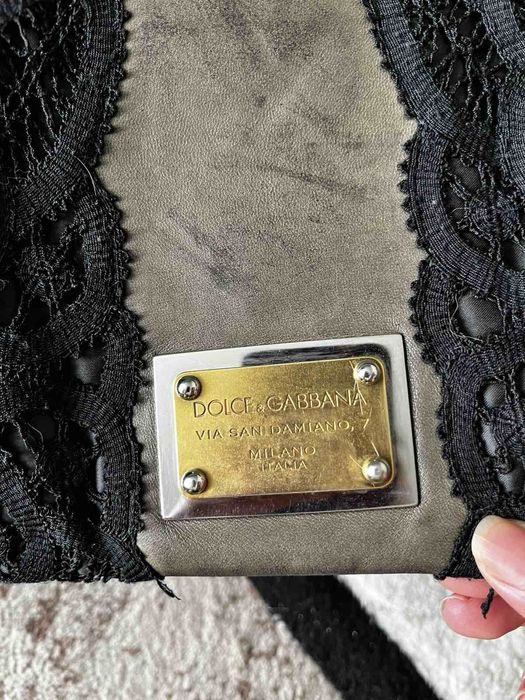 DOLCE & GABBANA
VIA SAN DAMIANO, 7
MILANO
ITALIA